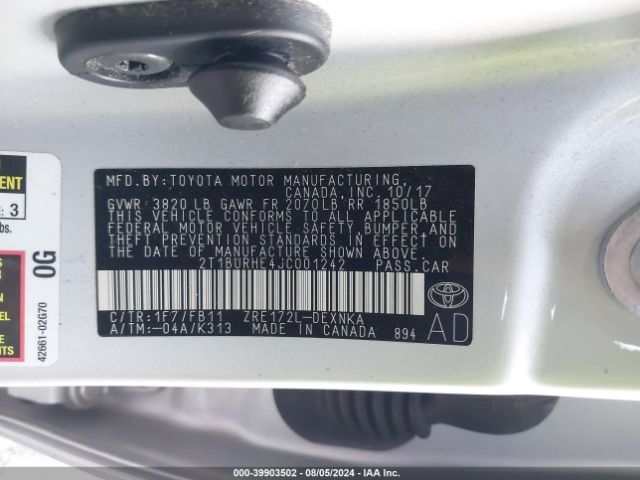 MFD.BY:TOYOTA MOTOR MANUFACTURING,
CANADA, INC. 10/17
GVWR 3820 LB GAWR FR 2070LB RR 1850LB
THIS VEHICLE CONFORMS TO ALL APPLICABLE
FEDERAL MOTOR VEHICLE SAFETY, BUMPER, AND
THEFT PREVENTION STANDARDS IN EFFECT ON
THE DATE OF MANUFACTURE SHOWN ABOVE.
2T1BURHE4JC001242 PASS.CAR
C/TR:1F7/FB11 ZRE172L-DEXNKA
A/TM:-04A/K313 MADE IN CANADA 894
AD
3
lbs.
0G
42661-02G70
000-39903502 - 08/05/2024 - IAA Inc.